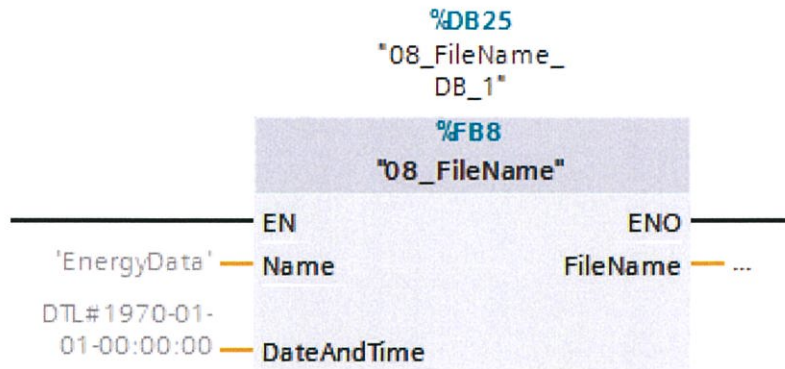 %DB25
"08_FileName_
DB_1"
%FB8
"08_FileName"
EN ENO
'EnergyData' Name FileName ...
DTL#1970-01-
01-00:00:00 DateAndTime